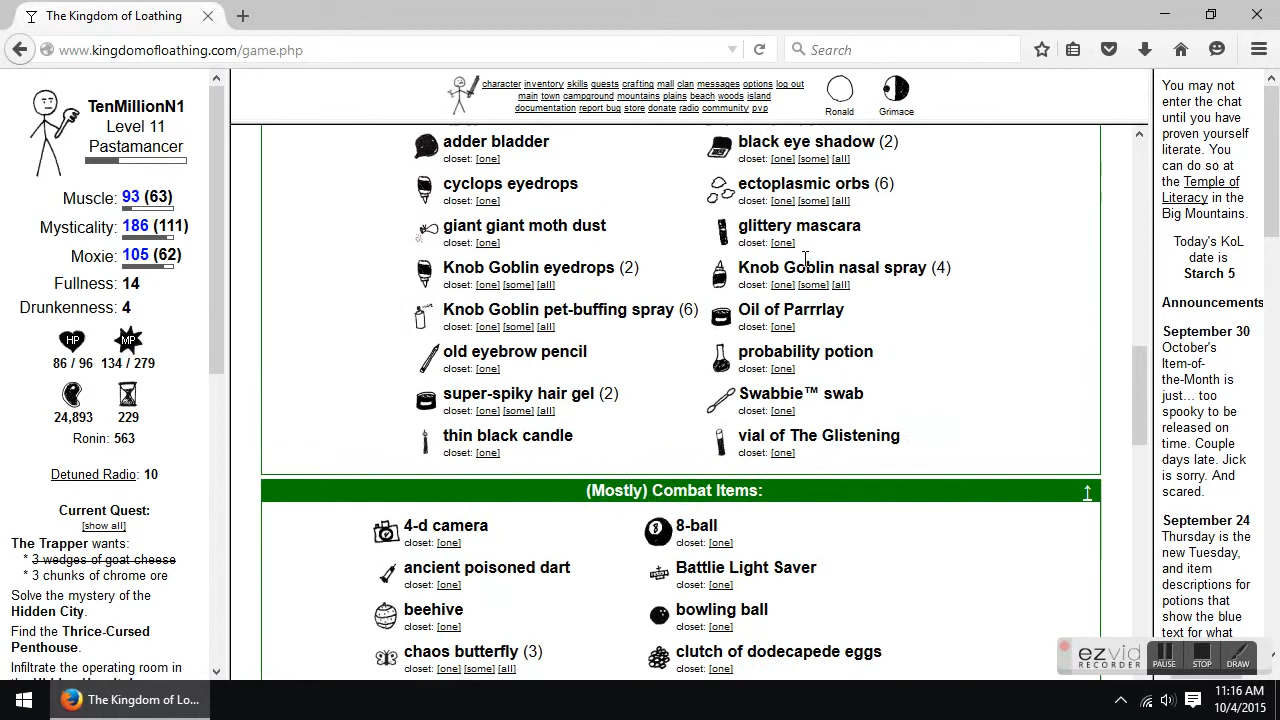 The Kingdom of Loathing
www.kingdomofloathing.com/game.php
Search
TenMillionN1
Level 11
Pastamancer
Muscle: 93 (63)
Mysticality: 186 (111)
Moxie: 105 (62)
Fullness: 14
Drunkenness: 4
HP MP
86 / 96 134 / 279
24,893 229
Ronin: 563
Detuned Radio: 10
Current Quest:
[show all]
The Trapper wants:
* 3 wedges of goat cheese
* 3 chunks of chrome ore
Solve the mystery of the
Hidden City.
Find the Thrice-Cursed
Penthouse.
Infiltrate the operating room in
character inventory skills quests crafting mall clan messages options log out
main town campground mountains plains beach woods island
documentation report bug store donate radio community pvp
Ronald Grimace
adder bladder
closet: [one]
black eye shadow (2)
closet: [one] [some] [all]
cyclops eyedrops
closet: [one]
ectoplasmic orbs (6)
closet: [one] [some] [all]
giant giant moth dust
closet: [one]
glittery mascara
closet: [one]
Knob Goblin eyedrops (2)
closet: [one] [some] [all]
Knob Goblin nasal spray (4)
closet: [one] [some] [all]
Knob Goblin pet-buffing spray (6)
closet: [one] [some] [all]
Oil of Parrrlay
closet: [one]
old eyebrow pencil
closet: [one]
probability potion
closet: [one]
super-spiky hair gel (2)
closet: [one] [some] [all]
Swabbie™ swab
closet: [one]
thin black candle
closet: [one]
vial of The Glistening
closet: [one]
(Mostly) Combat Items: ↑
4-d camera
closet: [one]
8-ball
closet: [one]
ancient poisoned dart
closet: [one]
Battlie Light Saver
closet: [one]
beehive
closet: [one]
bowling ball
closet: [one]
chaos butterfly (3)
closet: [one] [some] [all]
clutch of dodecapede eggs
closet: [one]
You may not
enter the chat
until you have
proven yourself
literate. You
can do so at
the Temple of
Literacy in the
Big Mountains.
Today's KoL
date is
Starch 5
Announcements
September 30
October's
Item-of-
the-Month is
just... too
spooky to be
released on
time. Couple
days late. Jick
is sorry. And
scared.
September 24
Thursday is the
new Tuesday,
and item
descriptions for
potions that
show the blue
text for what
ezvid
RECORDER
PAUSE STOP DRAW
The Kingdom of Lo...
11:16 AM
10/4/2015